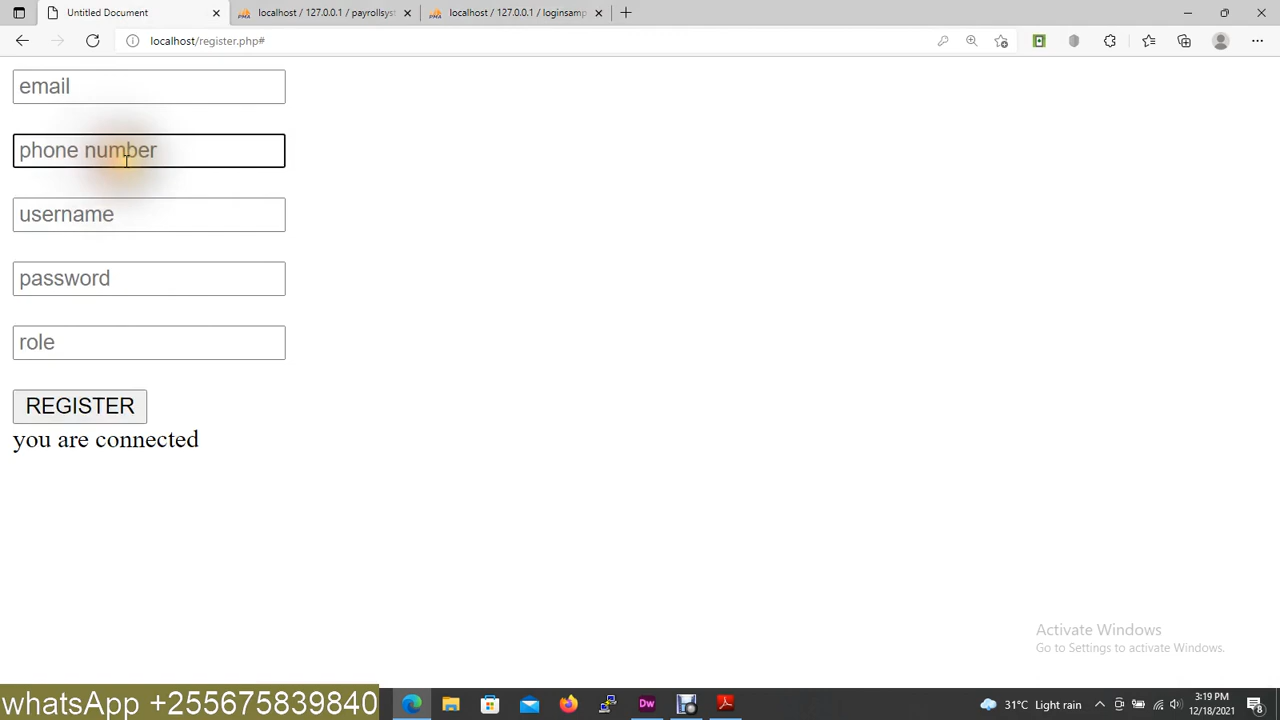 Untitled Document
localhost / 127.0.0.1 / payrollsyst
localhost / 127.0.0.1 / loginsamp
localhost/register.php#
email
phone number
username
password
role
REGISTER
you are connected
Activate Windows
Go to Settings to activate Windows.
whatsApp +255675839840
Dw
31°C Light rain
3:19 PM
12/18/2021
8